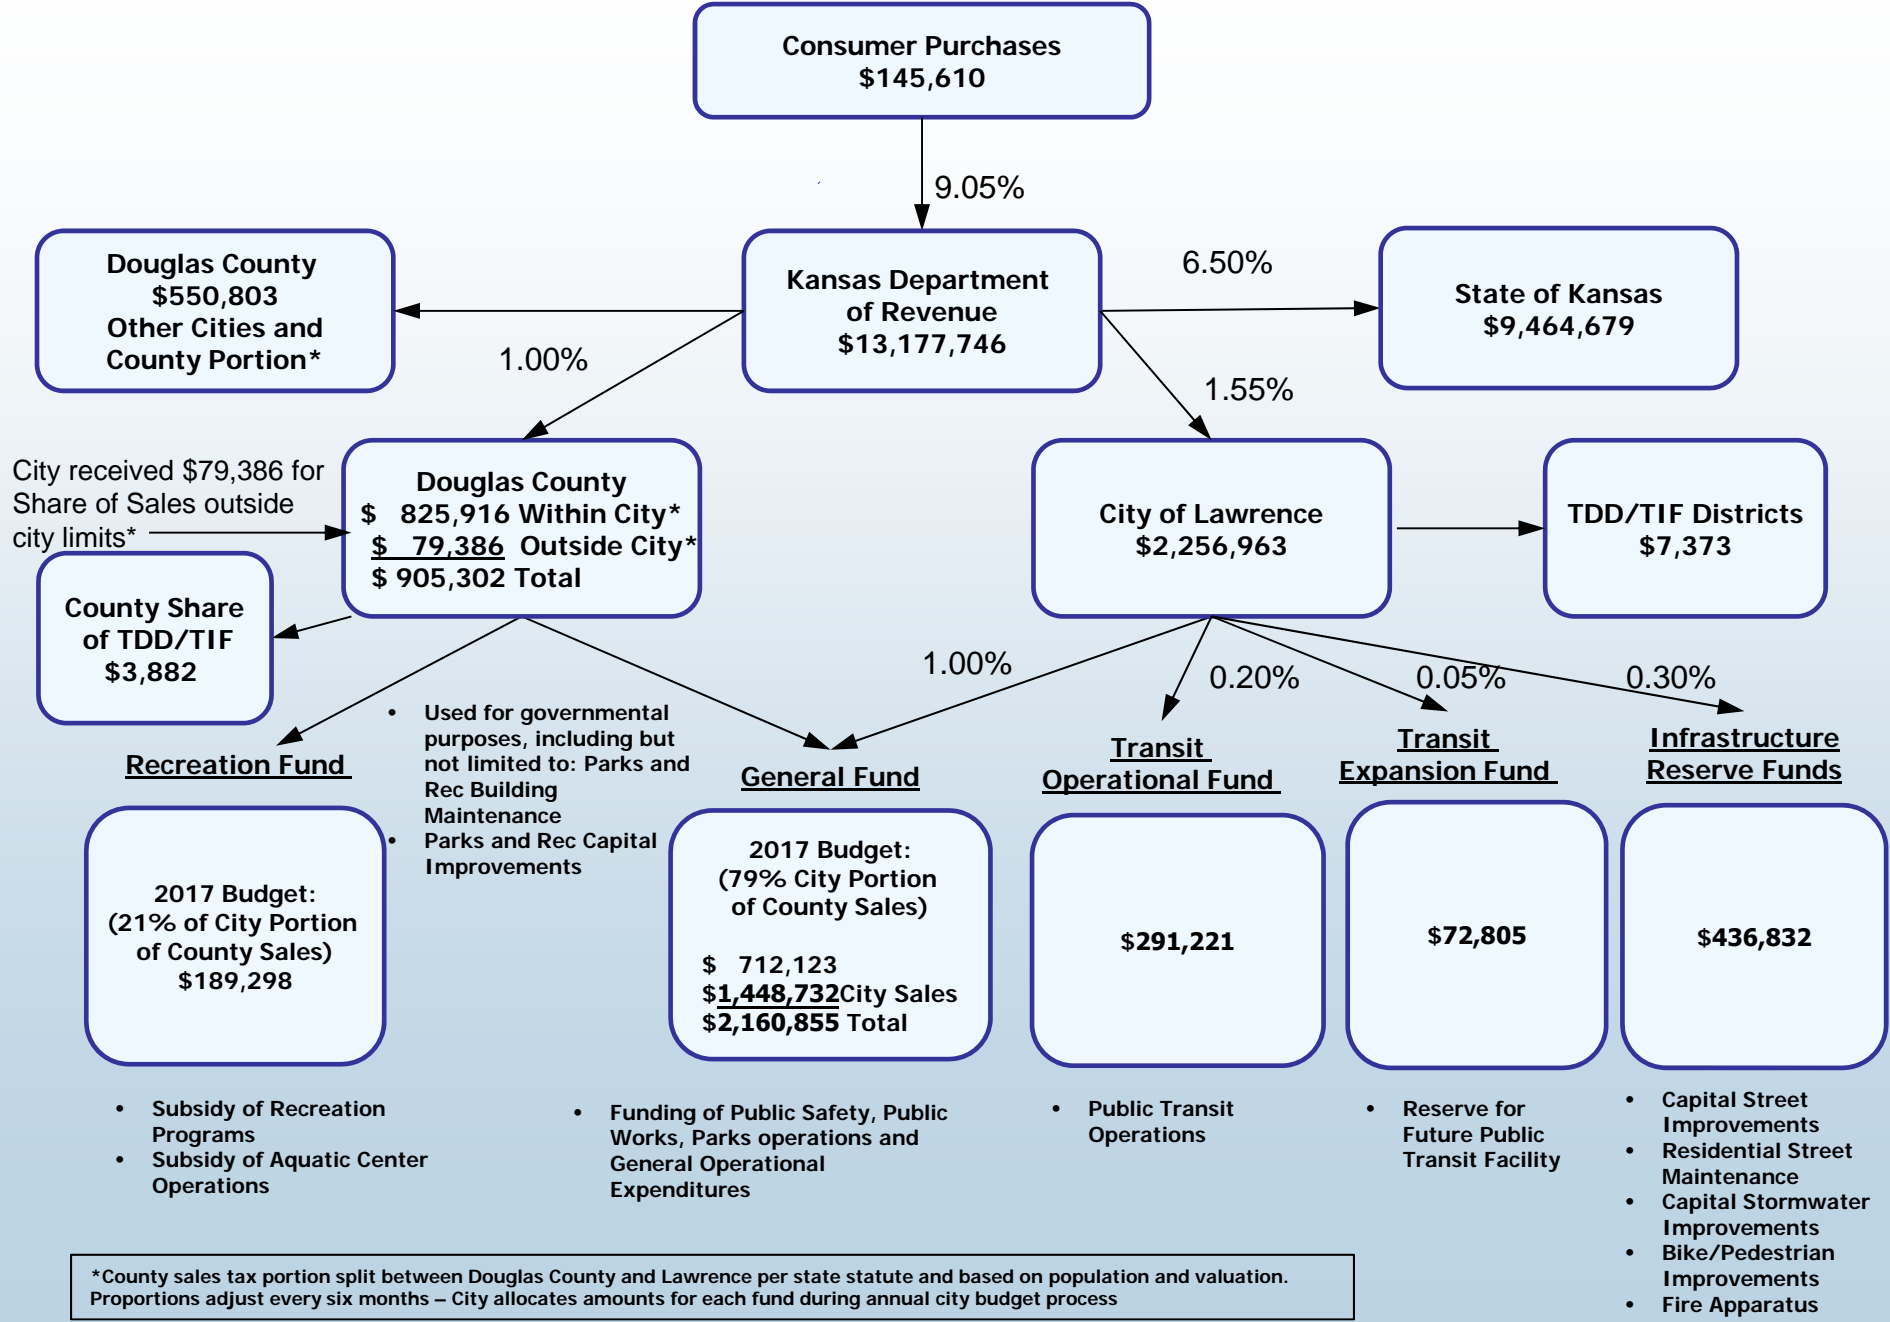 Consumer Purchases
$145,610
9.05%
Douglas County
$550,803
Other Cities and
County Portion*
Kansas Department
of Revenue
$13,177,746
6.50%
State of Kansas
$9,464,679
1.00%
1.55%
City received $79,386 for
Share of Sales outside
city limits*
Douglas County
$ 825,916 Within City*
$ 79,386 Outside City*
$ 905,302 Total
City of Lawrence
$2,256,963
TDD/TIF Districts
$7,373
County Share
of TDD/TIF
$3,882
1.00%
0.20%
0.05%
0.30%
• Used for governmental
purposes, including but
not limited to: Parks and
Rec Building
Maintenance
• Parks and Rec Capital
Improvements
Recreation Fund
General Fund
Transit
Operational Fund
Transit
Expansion Fund
Infrastructure
Reserve Funds
2017 Budget:
(21% of City Portion
of County Sales)
$189,298
2017 Budget:
(79% City Portion
of County Sales)
$ 712,123
$1,448,732City Sales
$2,160,855 Total
$291,221
$72,805
$436,832
• Subsidy of Recreation
Programs
• Subsidy of Aquatic Center
Operations
• Funding of Public Safety, Public
Works, Parks operations and
General Operational
Expenditures
• Public Transit
Operations
• Reserve for
Future Public
Transit Facility
• Capital Street
Improvements
• Residential Street
Maintenance
• Capital Stormwater
Improvements
• Bike/Pedestrian
Improvements
• Fire Apparatus
*County sales tax portion split between Douglas County and Lawrence per state statute and based on population and valuation.
Proportions adjust every six months – City allocates amounts for each fund during annual city budget process